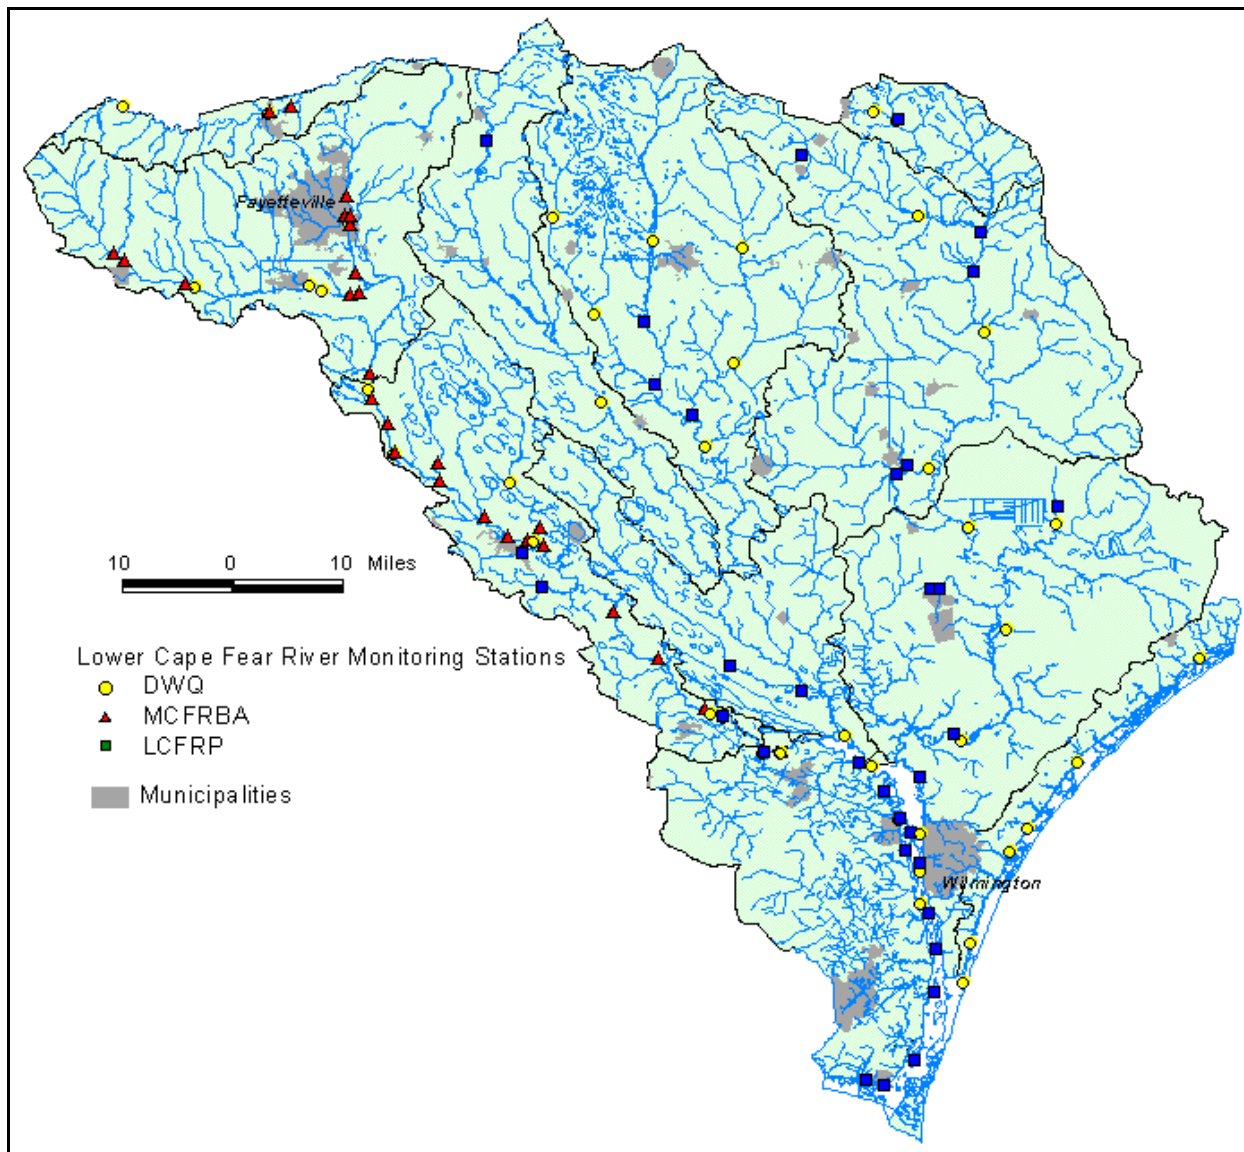 Fayetteville
10 0 10 Miles
Lower Cape Fear River Monitoring Stations
DWQ
MCFRBA
LCFRP
Municipalities
Wilmington